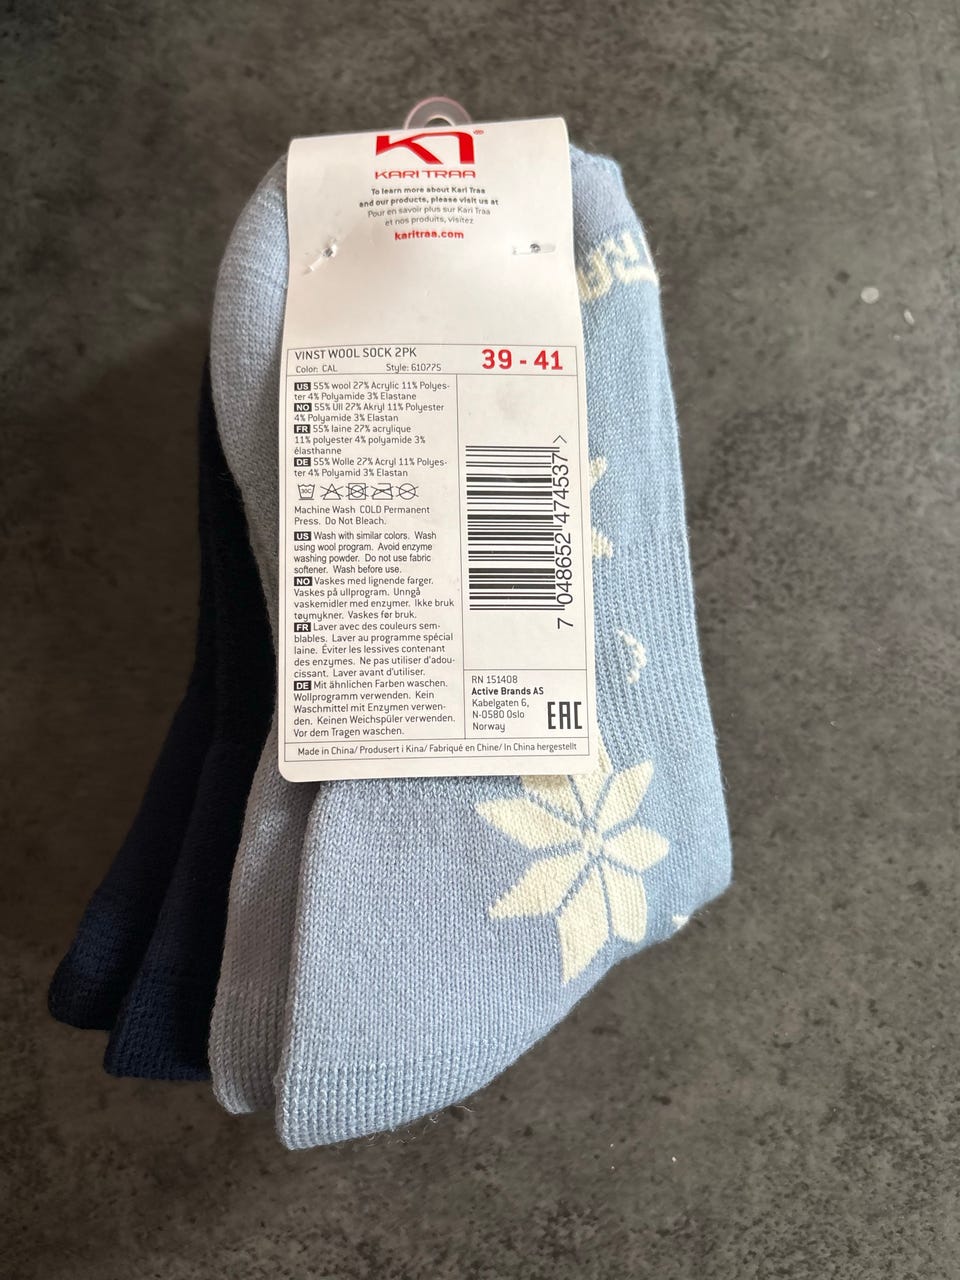 KARI TRAA
To learn more about Kari Traa
and our products, please visit us at
Pour en savoir plus sur Kari Traa
et nos produits, visitez
karitraa.com
VINST WOOL SOCK 2PK
39 - 41
Color: CAL Style: 610775
US 55% wool 27% Acrylic 11% Polyes-
ter 4% Polyamide 3% Elastane
NO 55% Ull 27% Akryl 11% Polyester
4% Polyamide 3% Elastan
FR 55% laine 27% acrylique
11% polyester 4% polyamide 3%
élasthanne
DE 55% Wolle 27% Acryl 11% Polyes-
ter 4% Polyamid 3% Elastan
30C
Machine Wash COLD Permanent
Press. Do Not Bleach.
US Wash with similar colors. Wash
using wool program. Avoid enzyme
washing powder. Do not use fabric
softener. Wash before use.
NO Vaskes med lignende farger.
Vaskes på ullprogram. Unngå
vaskemidler med enzymer. Ikke bruk
tøymykner. Vaskes før bruk.
FR Laver avec des couleurs sem-
blables. Laver au programme spécial
laine. Éviter les lessives contenant
des enzymes. Ne pas utiliser d'adou-
cissant. Laver avant d'utiliser.
DE Mit ähnlichen Farben waschen.
Wollprogramm verwenden. Kein
Waschmittel mit Enzymen verwen-
den. Keinen Weichspüler verwenden.
Vor dem Tragen waschen.
7 048652 474537 >
RN 151408
Active Brands AS
Kabelgaten 6,
N-0580 Oslo
Norway
EAC
Made in China/ Produsert i Kina/ Fabriqué en Chine/ In China hergestellt